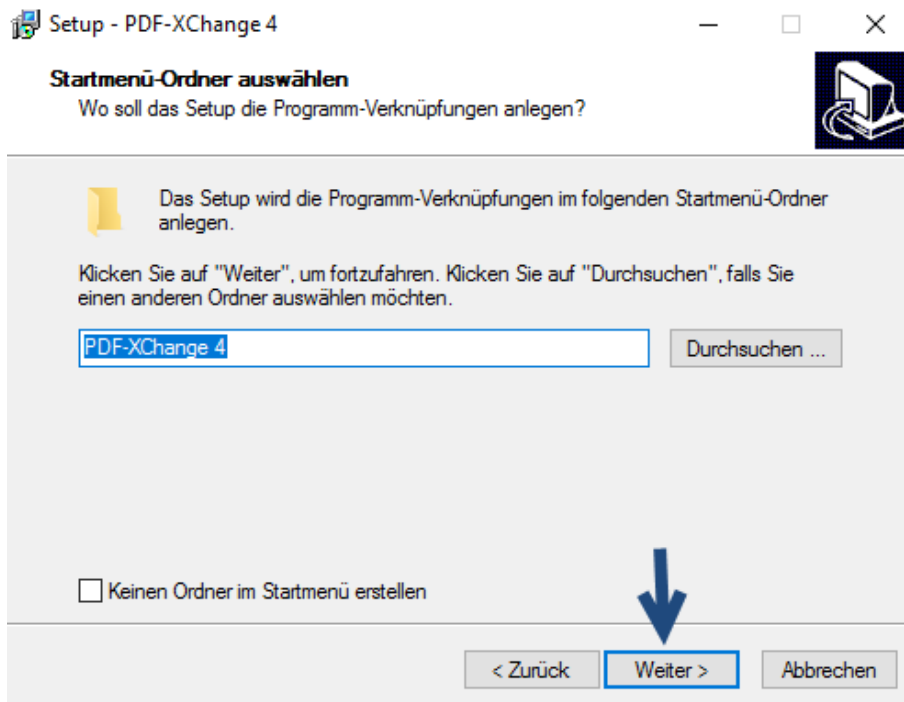 Setup - PDF-XChange 4
Startmenü-Ordner auswählen
Wo soll das Setup die Programm-Verknüpfungen anlegen?
Das Setup wird die Programm-Verknüpfungen im folgenden Startmenü-Ordner
anlegen.
Klicken Sie auf "Weiter", um fortzufahren. Klicken Sie auf "Durchsuchen", falls Sie
einen anderen Ordner auswählen möchten.
PDF-XChange 4
Durchsuchen ...
Keinen Ordner im Startmenü erstellen
< Zurück
Weiter >
Abbrechen